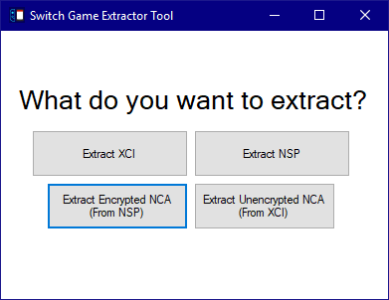 Switch Game Extractor Tool
What do you want to extract?
Extract XCI
Extract NSP
Extract Encrypted NCA
(From NSP)
Extract Unencrypted NCA
(From XCI)